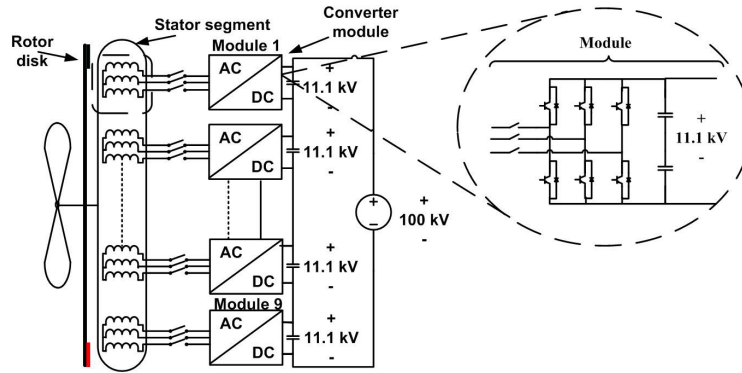 Stator segment
Rotor disk
Module 1
Converter module
AC
DC
+
11.1 kV
-
AC
DC
+
11.1 kV
-
+
−
+
100 kV
-
AC
DC
+
11.1 kV
-
Module 9
AC
DC
+
11.1 kV
-
Module
+
11.1 kV
-